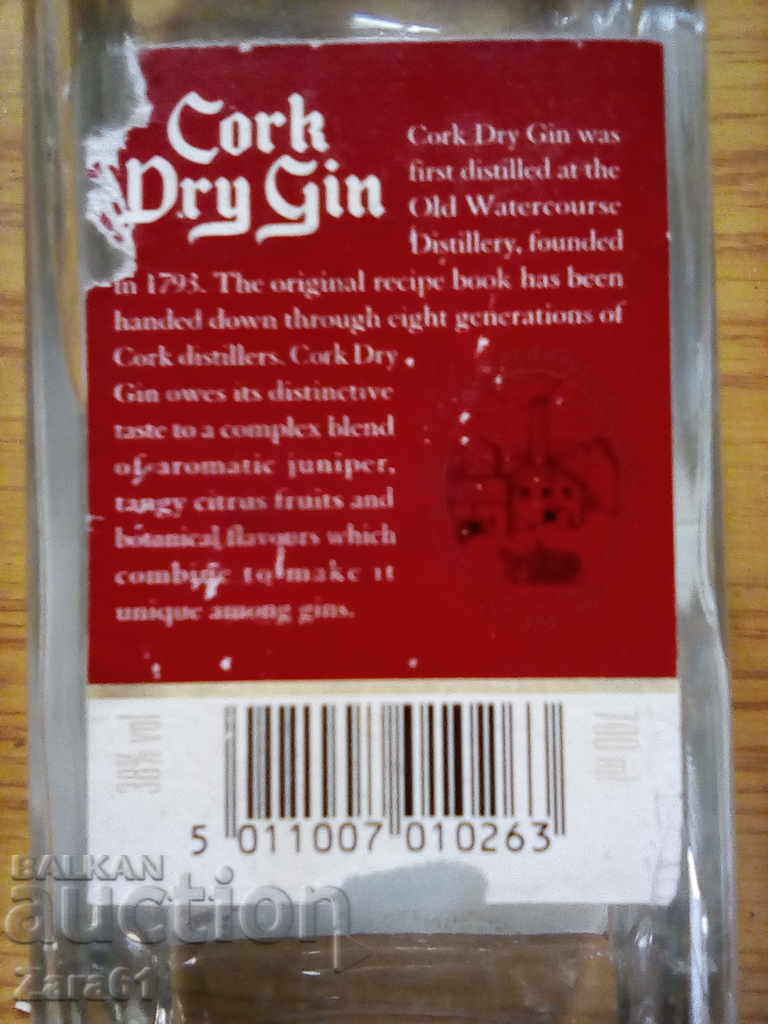 Cork
Dry Gin
Cork Dry Gin was
first distilled at the
Old Watercourse
Distillery, founded
in 1793. The original recipe book has been
handed down through eight generations of
Cork distillers. Cork Dry
Gin owes its distinctive
taste to a complex blend
of aromatic juniper,
tangy citrus fruits and
botanical flavours which
combine to make it
unique among gins.
38% vol
700 ml
5 011007 010263
BALKAN
auction
Zara61